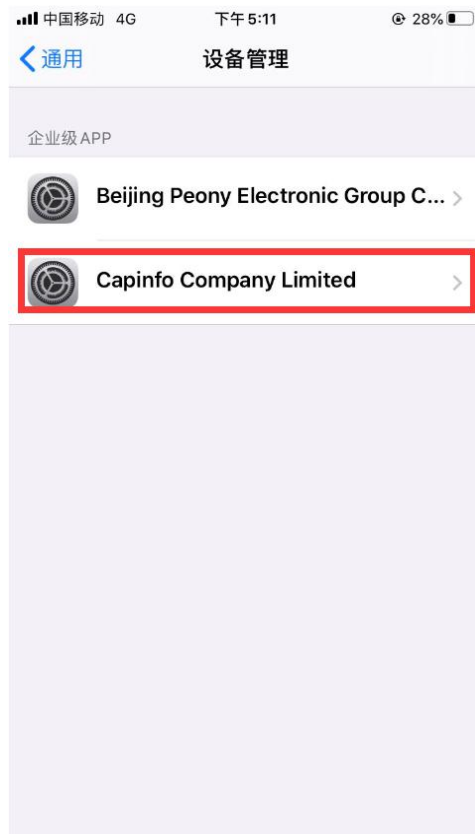 中国移动 4G 下午5:11 28%
通用 设备管理
企业级APP
Beijing Peony Electronic Group C...
Capinfo Company Limited